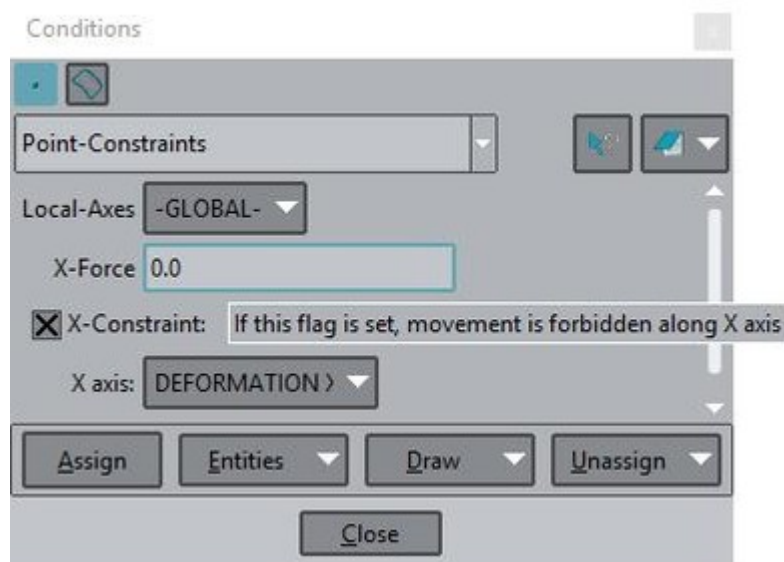 Conditions
Point-Constraints
Local-Axes -GLOBAL-
X-Force 0.0
X-Constraint: If this flag is set, movement is forbidden along X axis
X axis: DEFORMATION X
Assign Entities Draw Unassign
Close